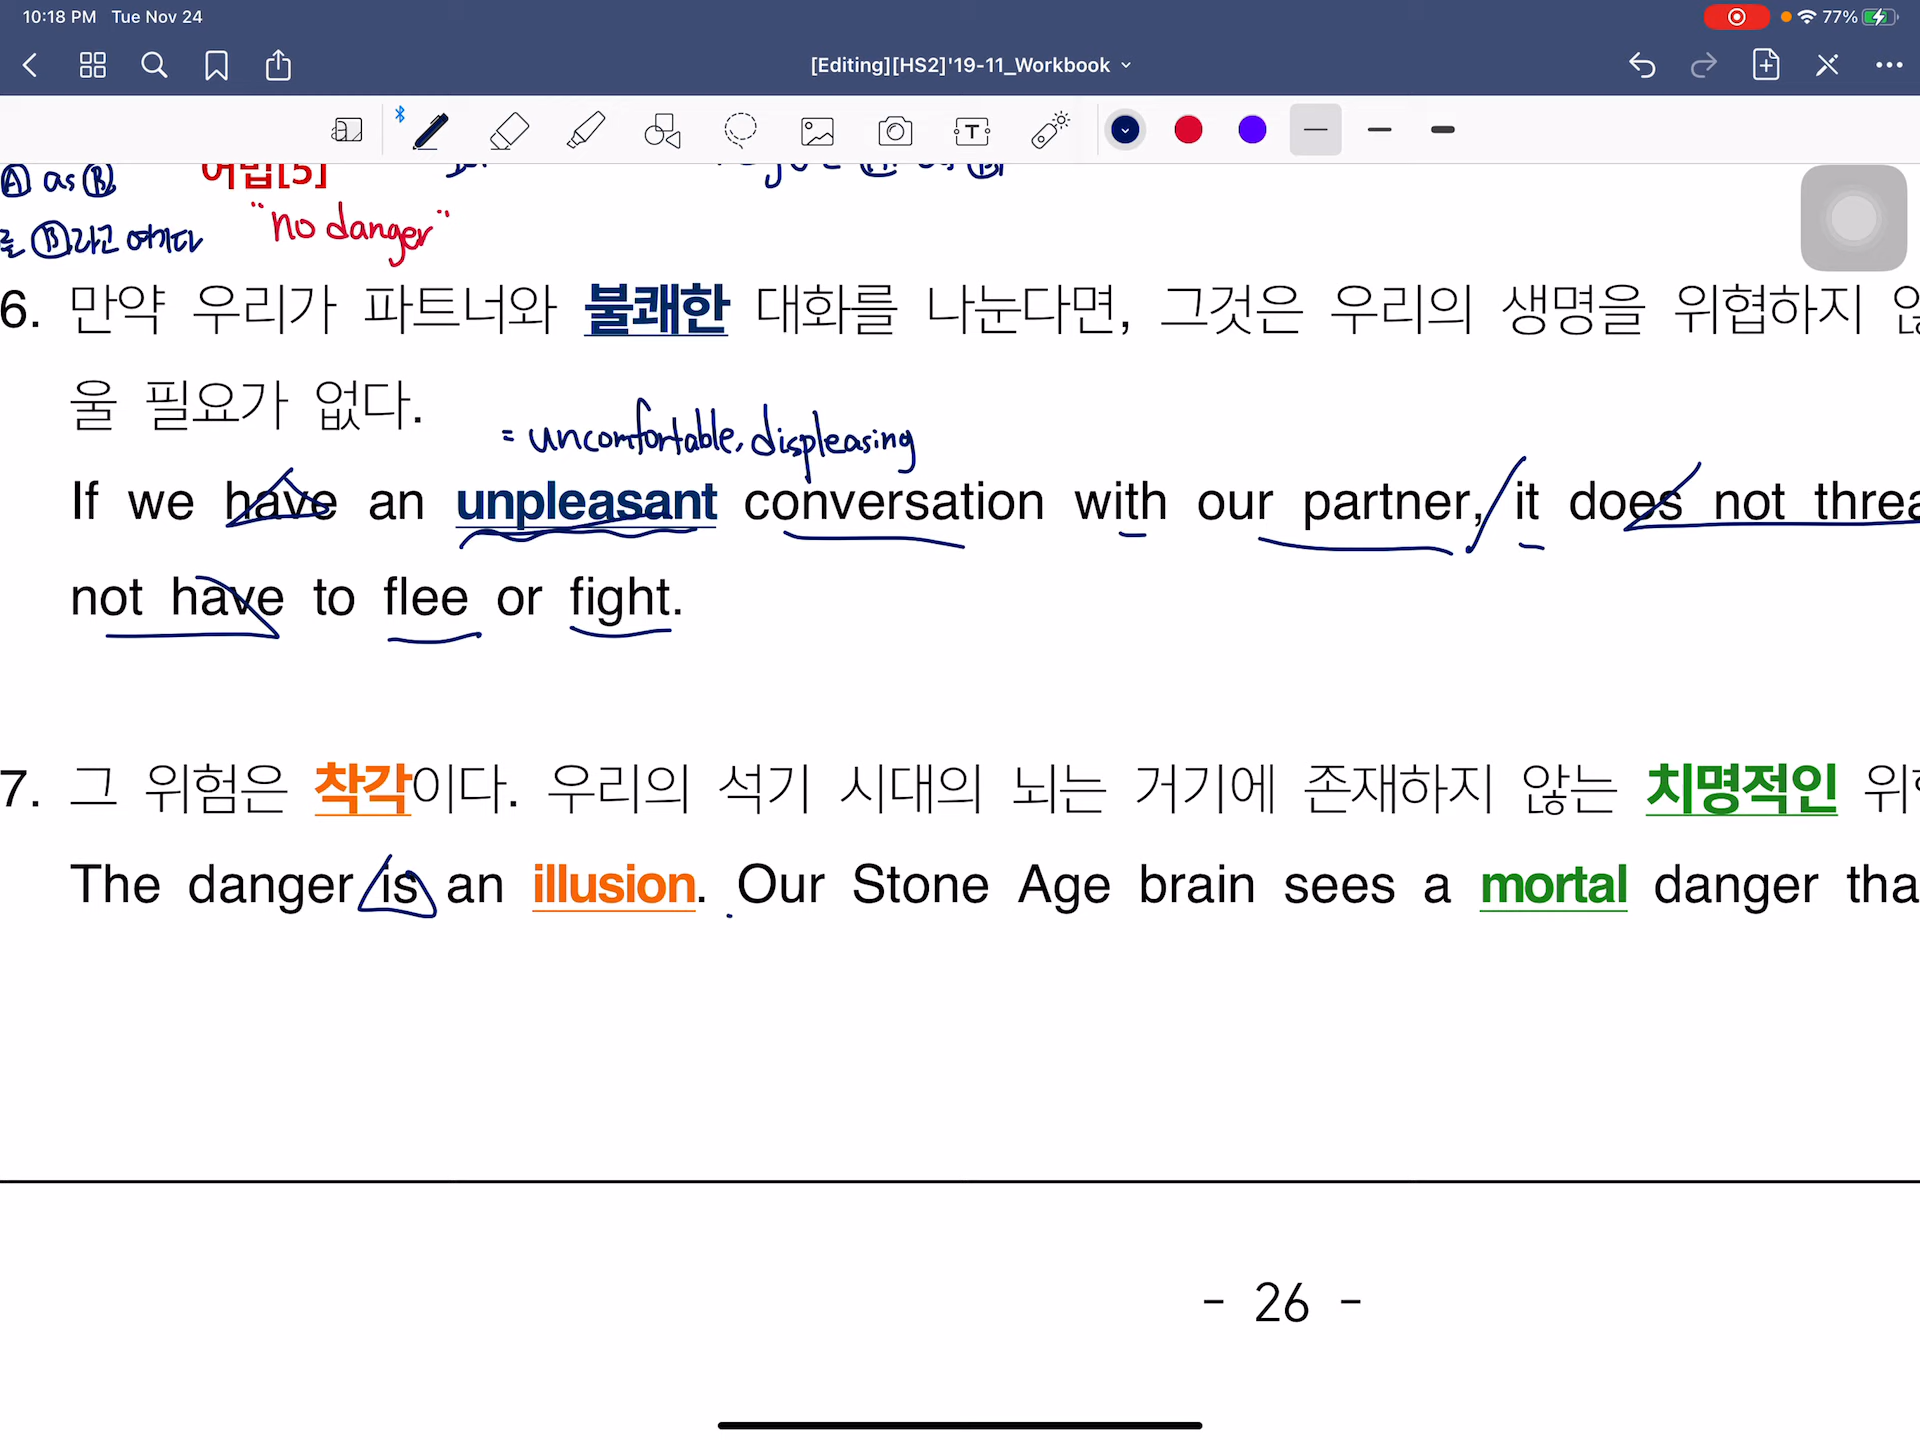 10:18 PM Tue Nov 24
77%
[Editing][HS2]'19-11_Workbook
Ⓐ as Ⓑ
어법[5]
를 Ⓑ라고 여기다
"no danger"
6. 만약 우리가 파트너와 불쾌한 대화를 나눈다면, 그것은 우리의 생명을 위협하지 않
울 필요가 없다.
= uncomfortable, displeasing
If we have an unpleasant conversation with our partner, it does not threa
not have to flee or fight.
7. 그 위험은 착각이다. 우리의 석기 시대의 뇌는 거기에 존재하지 않는 치명적인 위험
The danger is an illusion. Our Stone Age brain sees a mortal danger tha
- 26 -